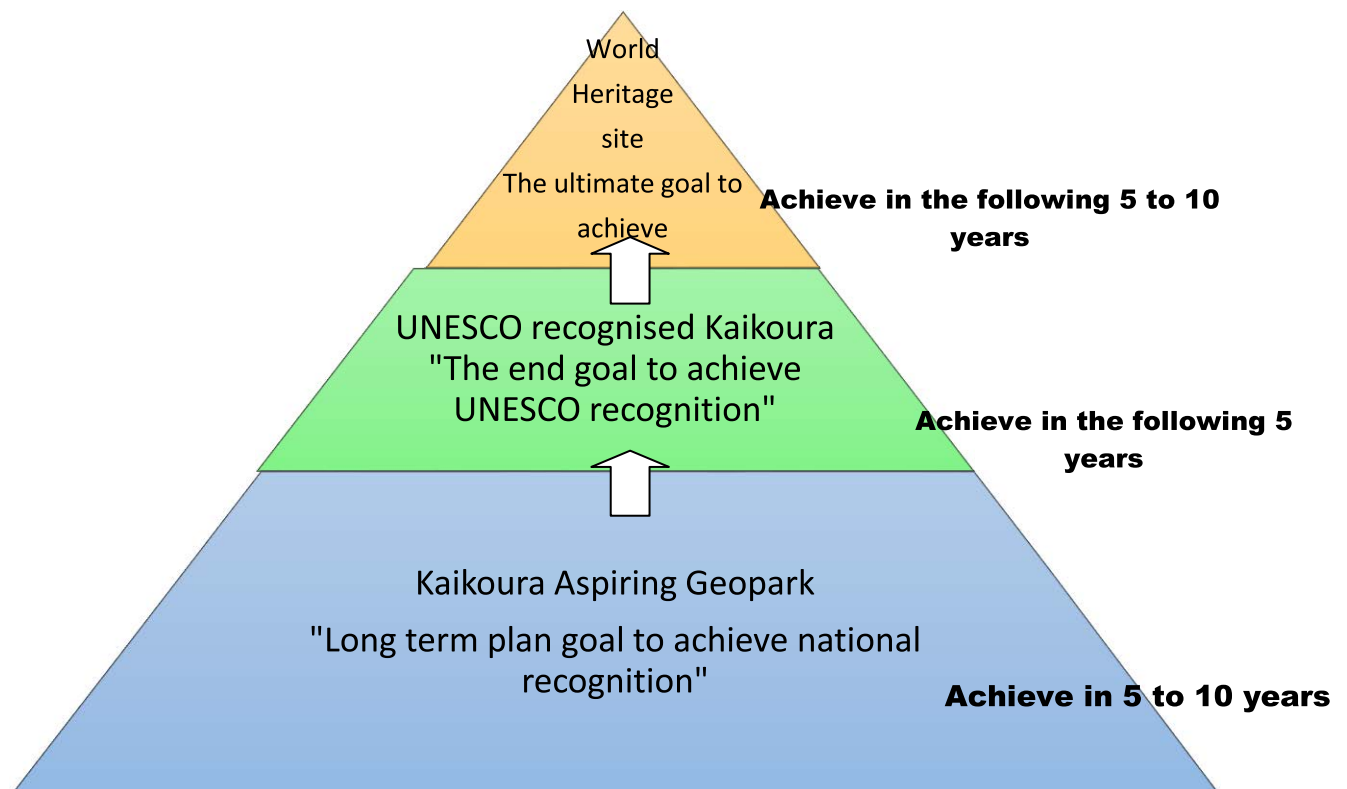 World
Heritage
site
The ultimate goal to
achieve
Achieve in the following 5 to 10
years
UNESCO recognised Kaikoura
"The end goal to achieve
UNESCO recognition"
Achieve in the following 5
years
Kaikoura Aspiring Geopark
"Long term plan goal to achieve national
recognition"
Achieve in 5 to 10 years